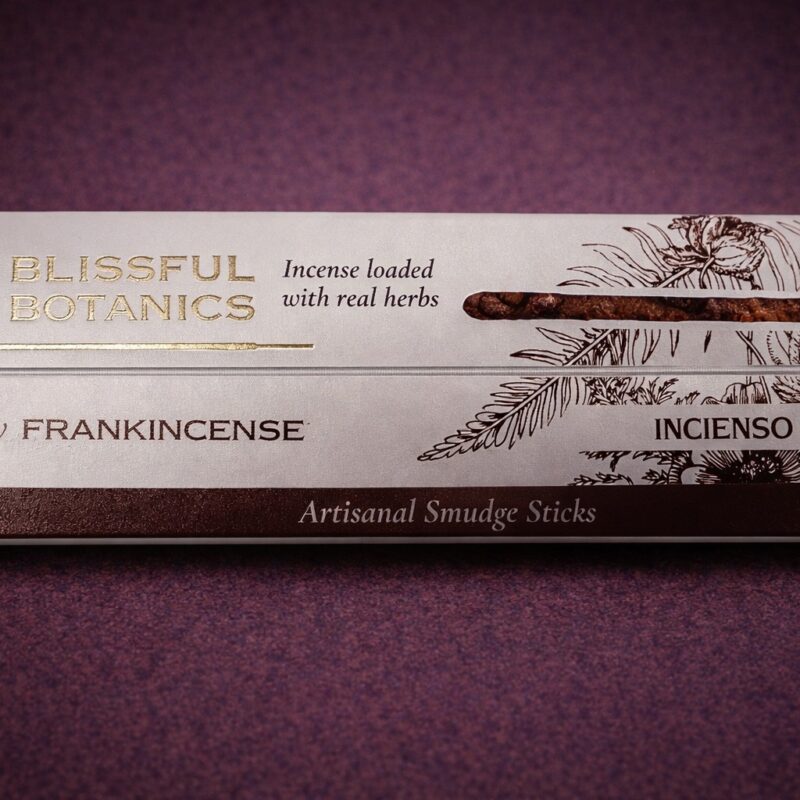 BLISSFUL
BOTANICS
Incense loaded
with real herbs
FRANKINCENSE
INCIENSO
Artisanal Smudge Sticks